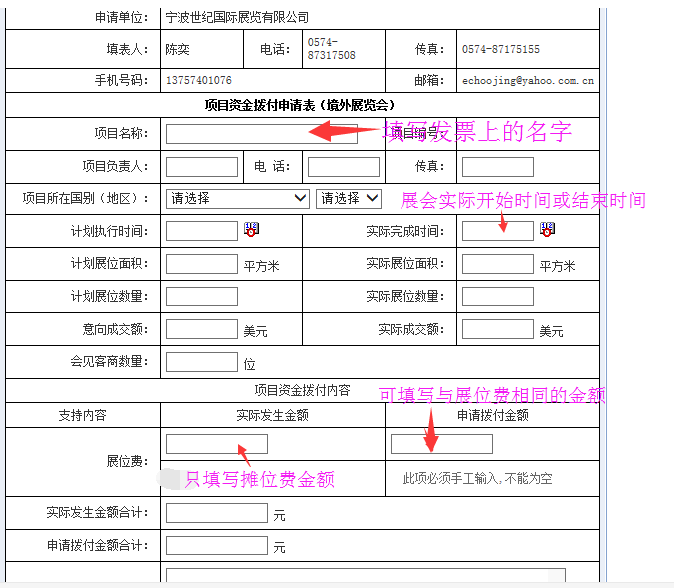 申请单位： 宁波世纪国际展览有限公司
填表人： 陈奕 电话： 0574-87317508 传真： 0574-87175155
手机号码： 13757401076 邮箱： echoojing@yahoo.com.cn
项目资金拨付申请表（境外展览会）
项目名称： 项目编号： 填写发票上的名字
项目负责人： 电 话： 传真：
项目所在国别（地区）： 请选择 请选择 展会实际开始时间或结束时间
计划执行时间： 实际完成时间：
计划展位面积： 平方米 实际展位面积： 平方米
计划展位数量： 实际展位数量：
意向成交额： 美元 实际成交额： 美元
会见客商数量： 位
项目资金拨付内容 可填写与展位费相同的金额
支持内容 实际发生金额 申请拨付金额
展位费：
只填写摊位费金额 此项必须手工输入,不能为空
实际发生金额合计： 元
申请拨付金额合计： 元